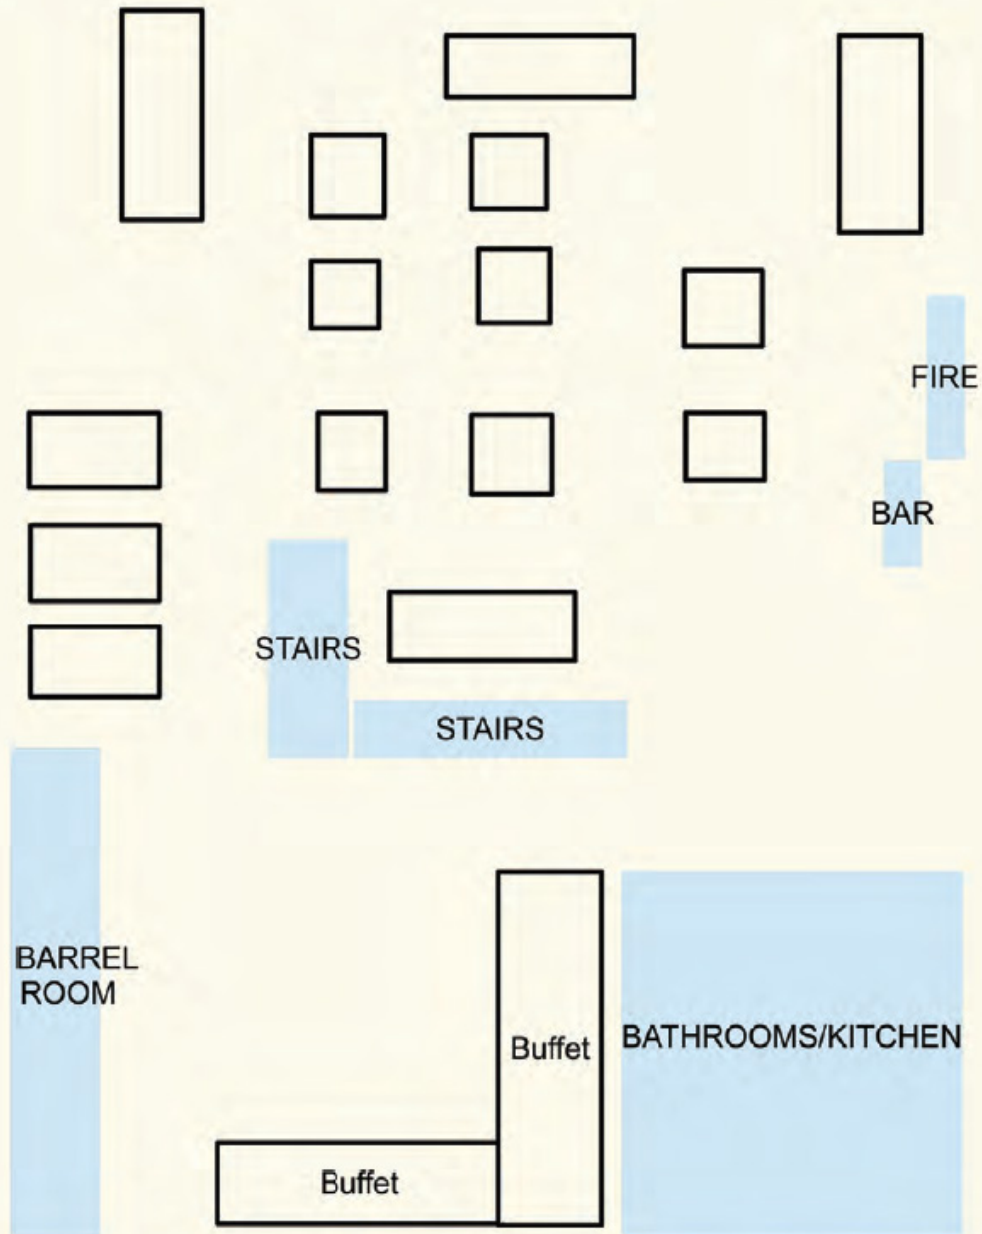 FIRE
BAR
STAIRS
STAIRS
BARREL
ROOM
Buffet
BATHROOMS/KITCHEN
Buffet